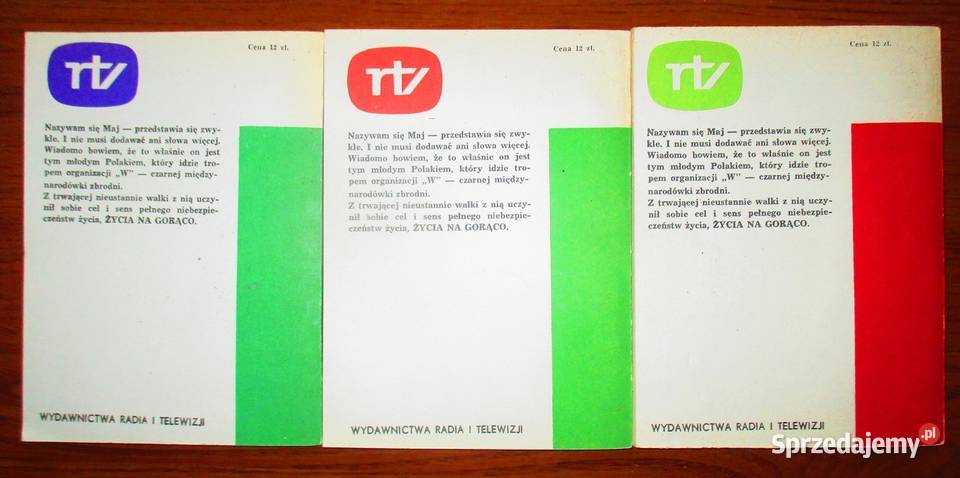 rtv
Cena 12 zł.
Nazywam się Maj — przedstawia się zwy-
kle. I nie musi dodawać ani słowa więcej.
Wiadomo bowiem, że to właśnie on jest
tym młodym Polakiem, który idzie tro-
pem organizacji „W" — czarnej między-
narodówki zbrodni.
Z trwającej nieustannie walki z nią uczy-
nił sobie cel i sens pełnego niebezpie-
czeństw życia, ŻYCIA NA GORĄCO.
WYDAWNICTWA RADIA I TELEWIZJI
rtv
Cena 12 zł.
Nazywam się Maj — przedstawia się zwy-
kle. I nie musi dodawać ani słowa więcej.
Wiadomo bowiem, że to właśnie on jest
tym młodym Polakiem, który idzie tro-
pem organizacji „W" — czarnej między-
narodówki zbrodni.
Z trwającej nieustannie walki z nią uczy-
nił sobie cel i sens pełnego niebezpie-
czeństw życia, ŻYCIA NA GORĄCO.
WYDAWNICTWA RADIA I TELEWIZJI
rtv
Cena 12 zł.
Nazywam się Maj — przedstawia się zwy-
kle. I nie musi dodawać ani słowa więcej.
Wiadomo bowiem, że to właśnie on jest
tym młodym Polakiem, który idzie tro-
pem organizacji „W" — czarnej między-
narodówki zbrodni.
Z trwającej nieustannie walki z nią uczy-
nił sobie cel i sens pełnego niebezpie-
czeństw życia, ŻYCIA NA GORĄCO.
WYDAWNICTWA RADIA I TELEWIZJI
Sprzedajemy.pl